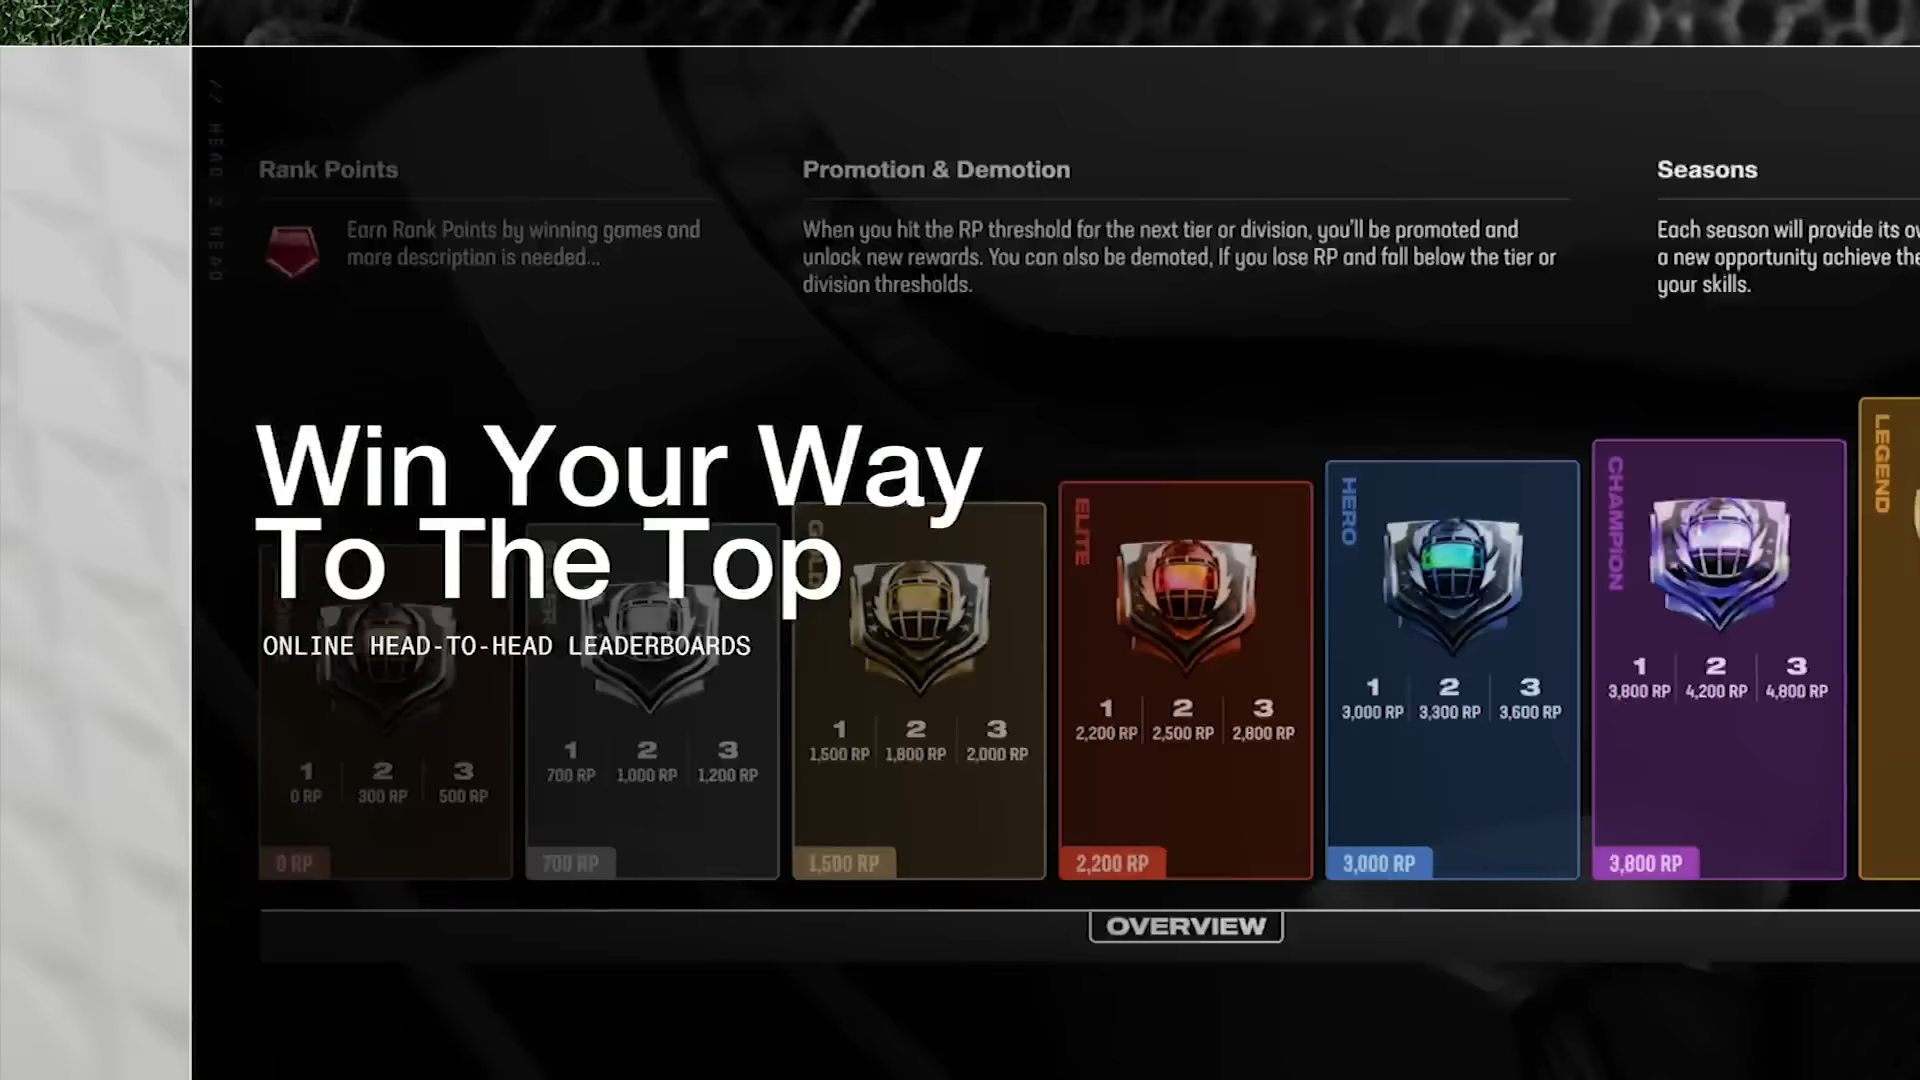 // HEAD 2 HEAD
Rank Points
Earn Rank Points by winning games and
more description is needed...
Promotion & Demotion
When you hit the RP threshold for the next tier or division, you'll be promoted and
unlock new rewards. You can also be demoted, If you lose RP and fall below the tier or
division thresholds.
Seasons
Each season will provide its
a new opportunity achieve the
your skills.
Win Your Way
To The Top
ONLINE HEAD-TO-HEAD LEADERBOARDS
1 2 3
0 RP 300 RP 500 RP
0 RP
1 2 3
700 RP 1,000 RP 1,200 RP
700 RP
GOLD
1 2 3
1,500 RP 1,800 RP 2,000 RP
1,500 RP
ELITE
1 2 3
2,200 RP 2,500 RP 2,800 RP
2,200 RP
HERO
1 2 3
3,000 RP 3,300 RP 3,600 RP
3,000 RP
CHAMPION
1 2 3
3,800 RP 4,200 RP 4,800 RP
3,800 RP
LEGEND
OVERVIEW